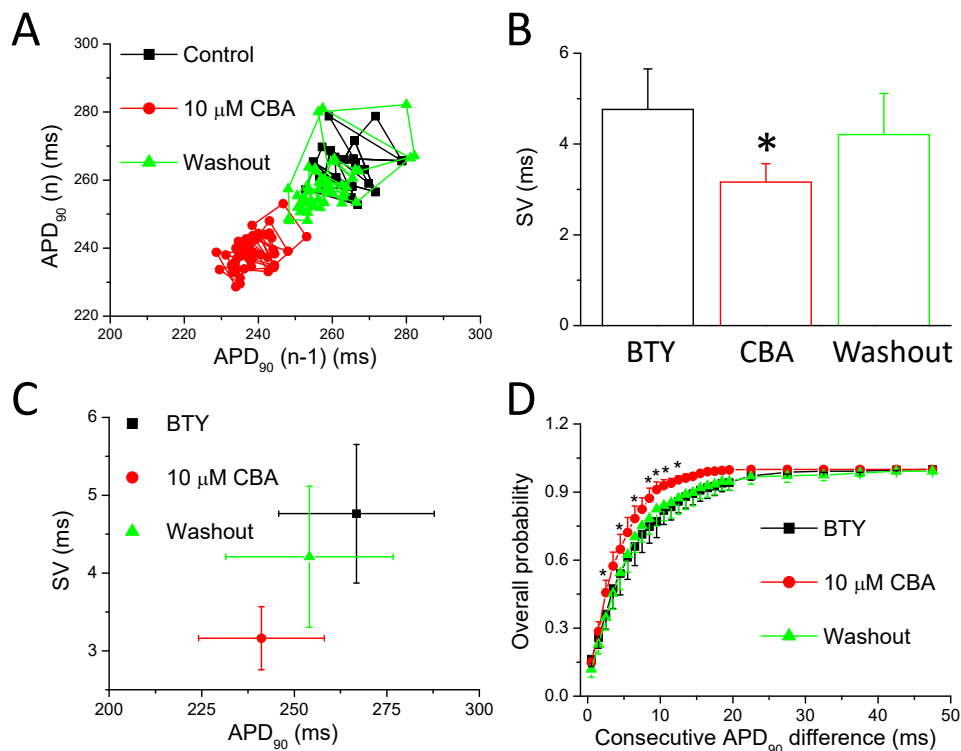 A
300
280
260
240
220
APD90 (n) (ms)
Control
10 μM CBA
Washout
200 220 240 260 280 300
APD90 (n-1) (ms)
B
6
4
2
0
SV (ms)
*
BTY CBA Washout
C
6
5
4
3
SV (ms)
BTY
10 μM CBA
Washout
200 225 250 275 300
APD90 (ms)
D
1.2
0.9
0.6
0.3
0.0
Overall probability
* * * * * * *
BTY
10 μM CBA
Washout
0 10 20 30 40 50
Consecutive APD90 difference (ms)